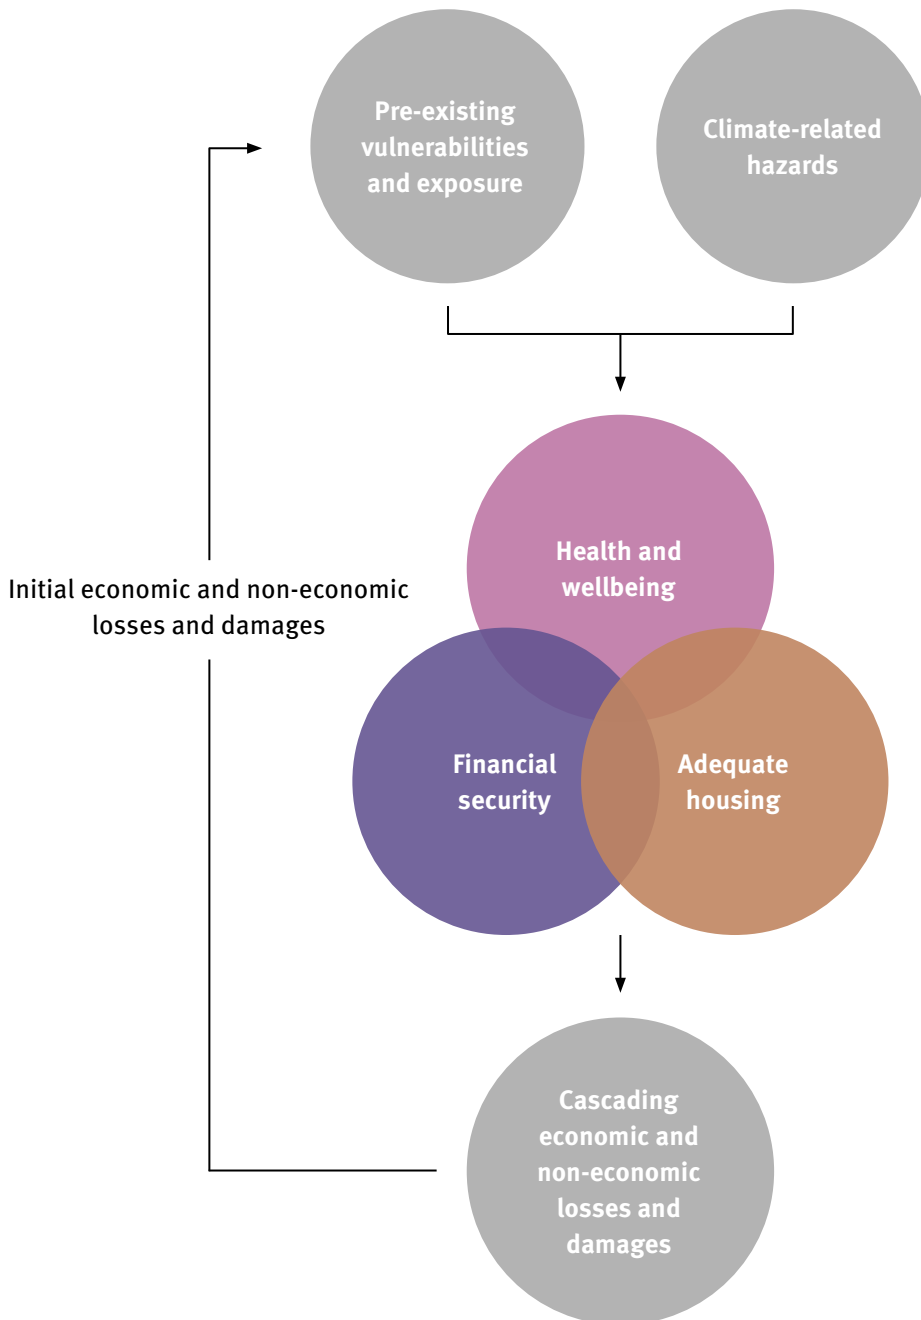 Pre-existing
vulnerabilities
and exposure
Climate-related
hazards
Health and
wellbeing
Initial economic and non-economic
losses and damages
Financial
security
Adequate
housing
Cascading
economic and
non-economic
losses and
damages